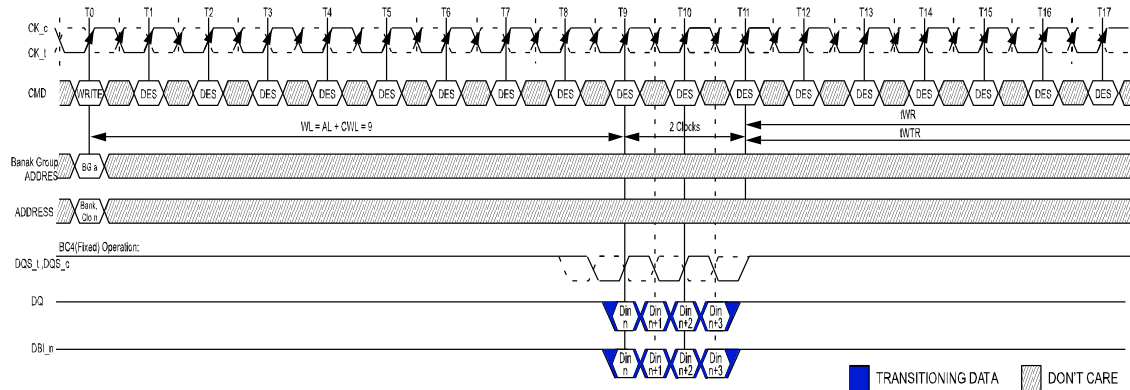 T0 T1 T2 T3 T4 T5 T6 T7 T8 T9 T10 T11 T12 T13 T14 T15 T16 T17
CK_c
CK_t
CMD WRITE DES DES DES DES DES DES DES DES DES DES DES DES DES DES DES DES DES
tWR
WL = AL + CWL = 9 2 Clocks
tWTR
Banak Group
ADDRES
BG a
ADDRESS
Bank,
Clo n
BC4(Fixed) Operation:
DQS_t ,DQS_c
DQ
Din n Din n+1 Din n+2 Din n+3
DBI_n
Din n Din n+1 Din n+2 Din n+3
TRANSITIONING DATA DON'T CARE